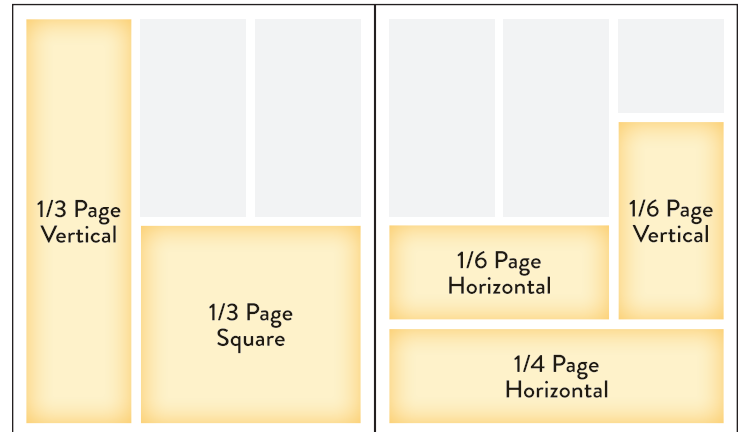 1/3 Page
Vertical
1/3 Page
Square
1/6 Page
Horizontal
1/6 Page
Vertical
1/4 Page
Horizontal